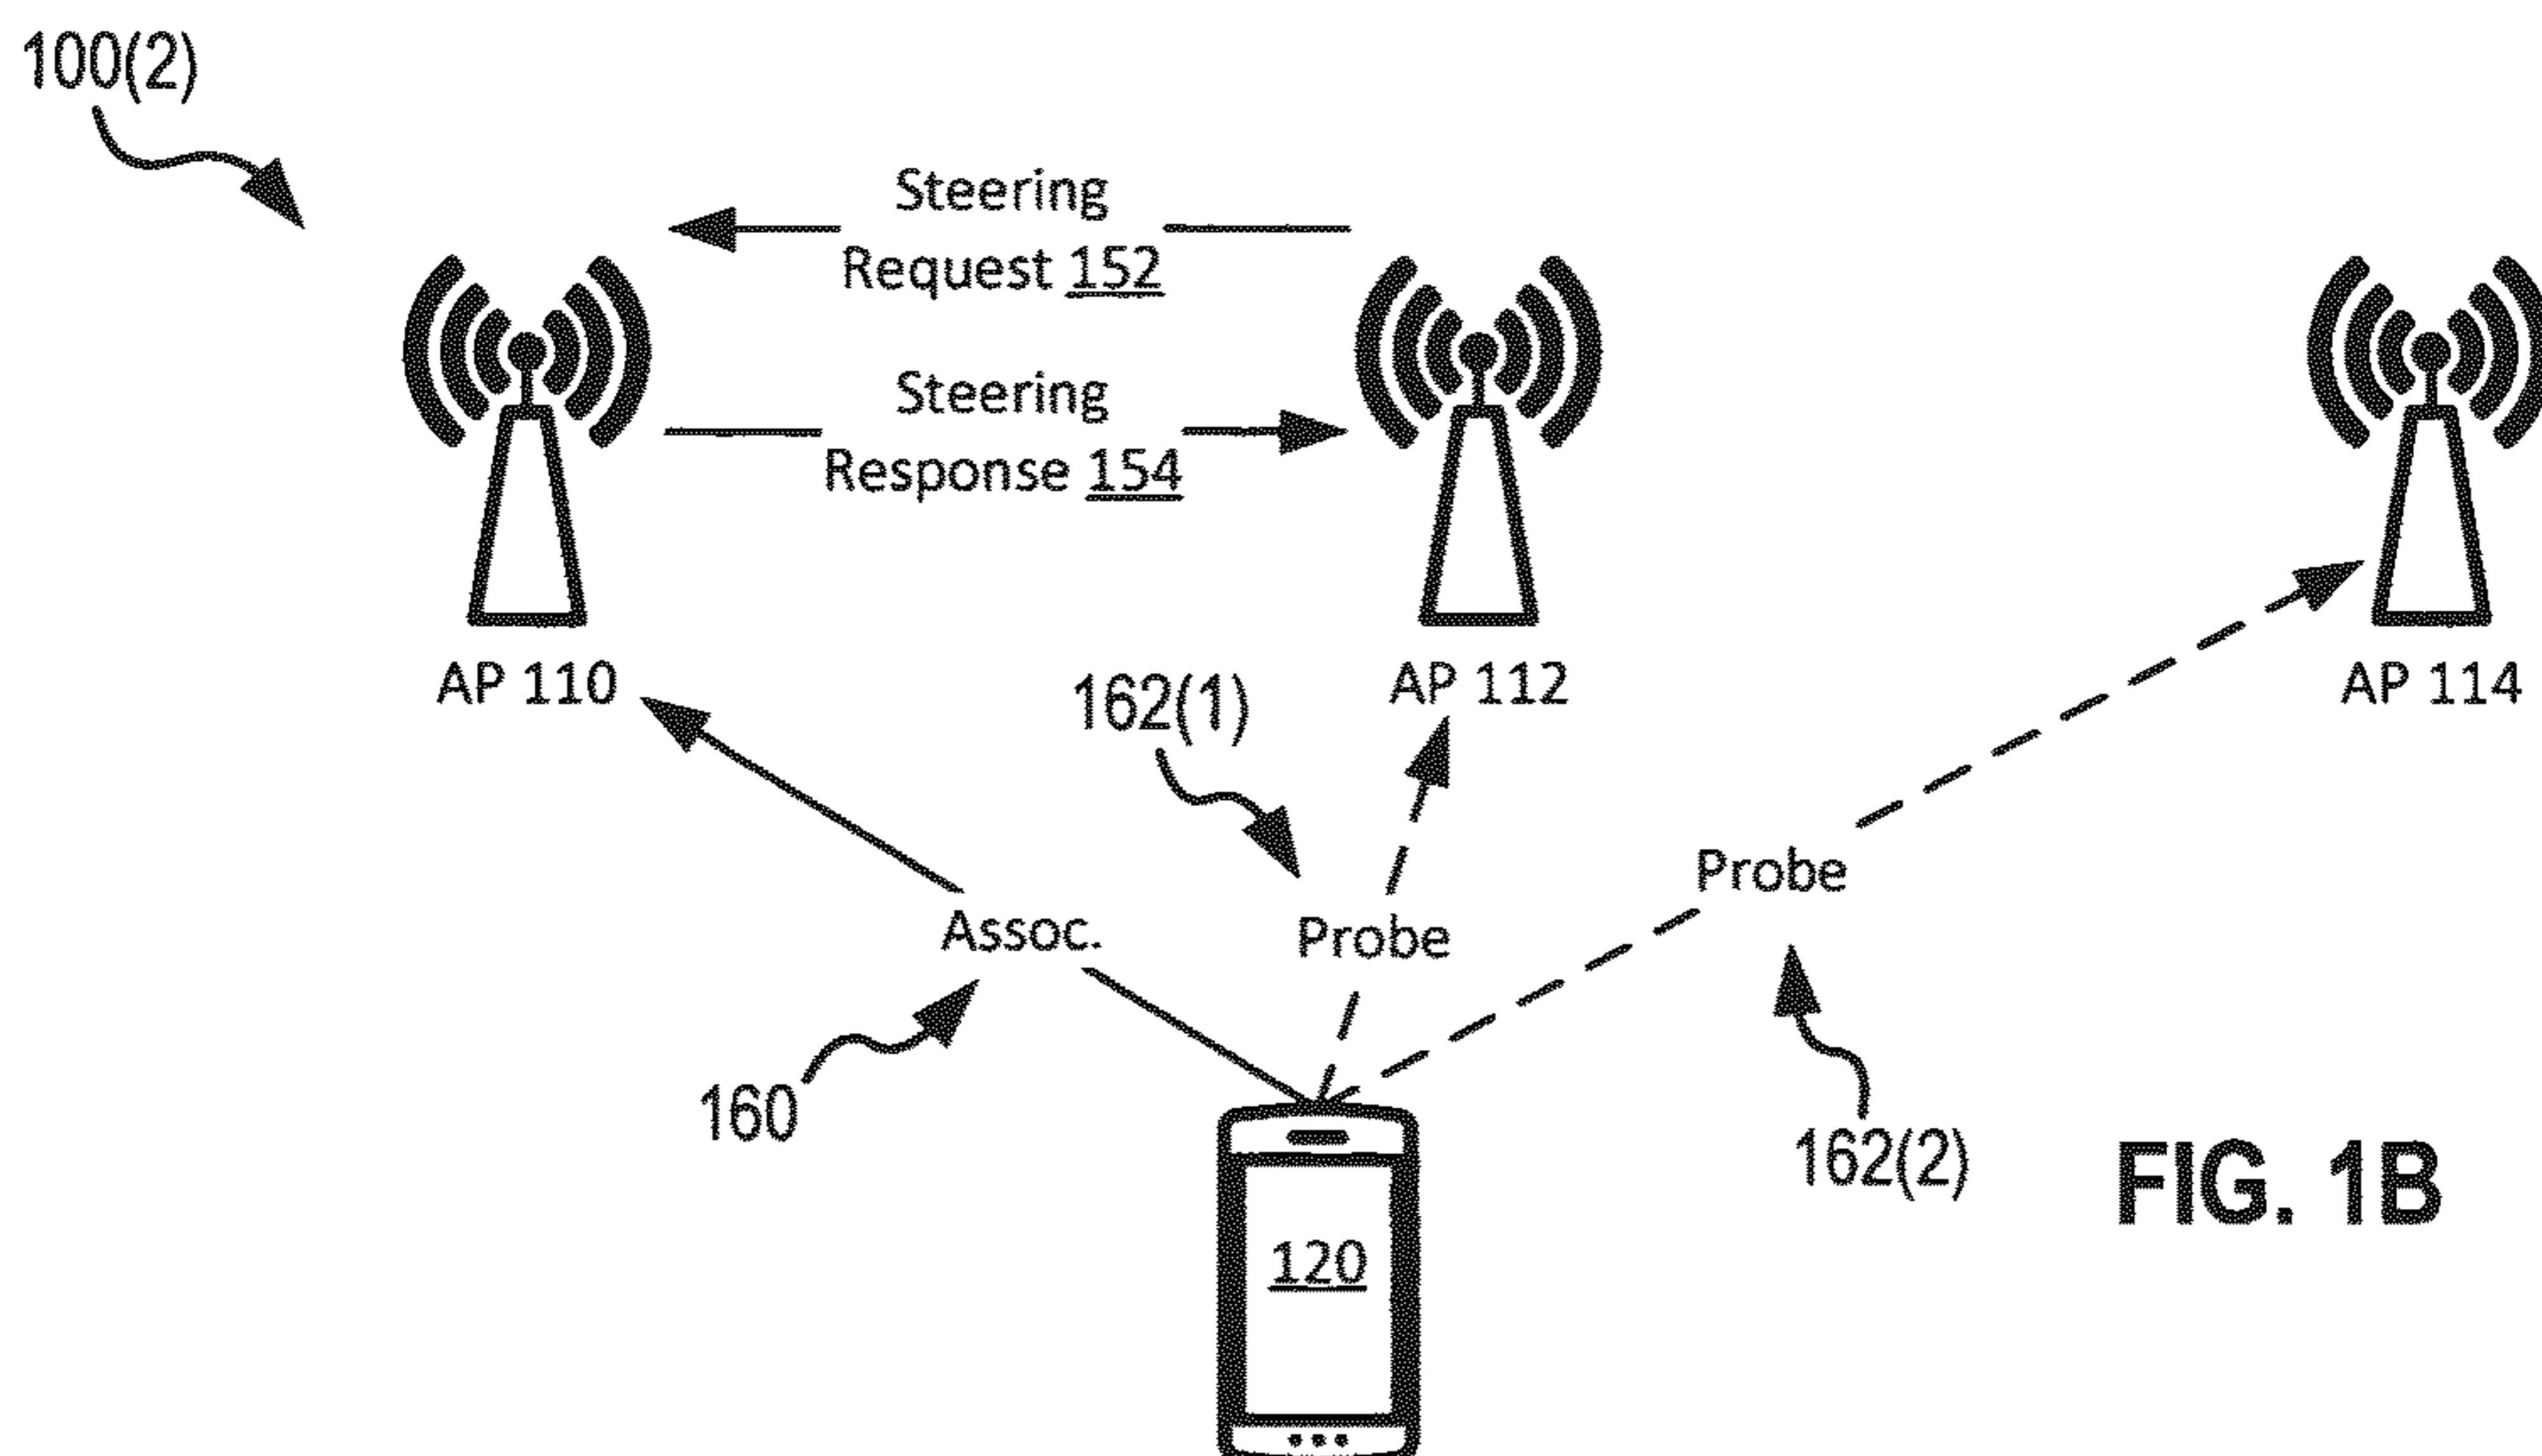 100(2)
Steering
Request 152
Steering
Response 154
AP 110
162(1)
AP 112
AP 114
Probe
Assoc.
Probe
160
162(2)
120
FIG. 1B